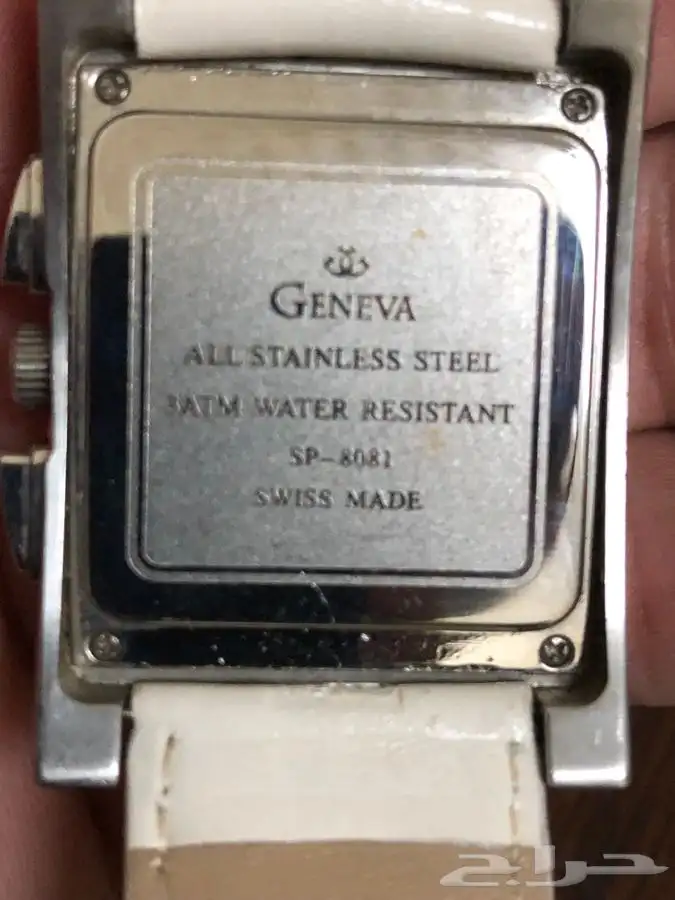 GENEVA
ALL STAINLESS STEEL
3ATM WATER RESISTANT
SP-8081
SWISS MADE
حراج